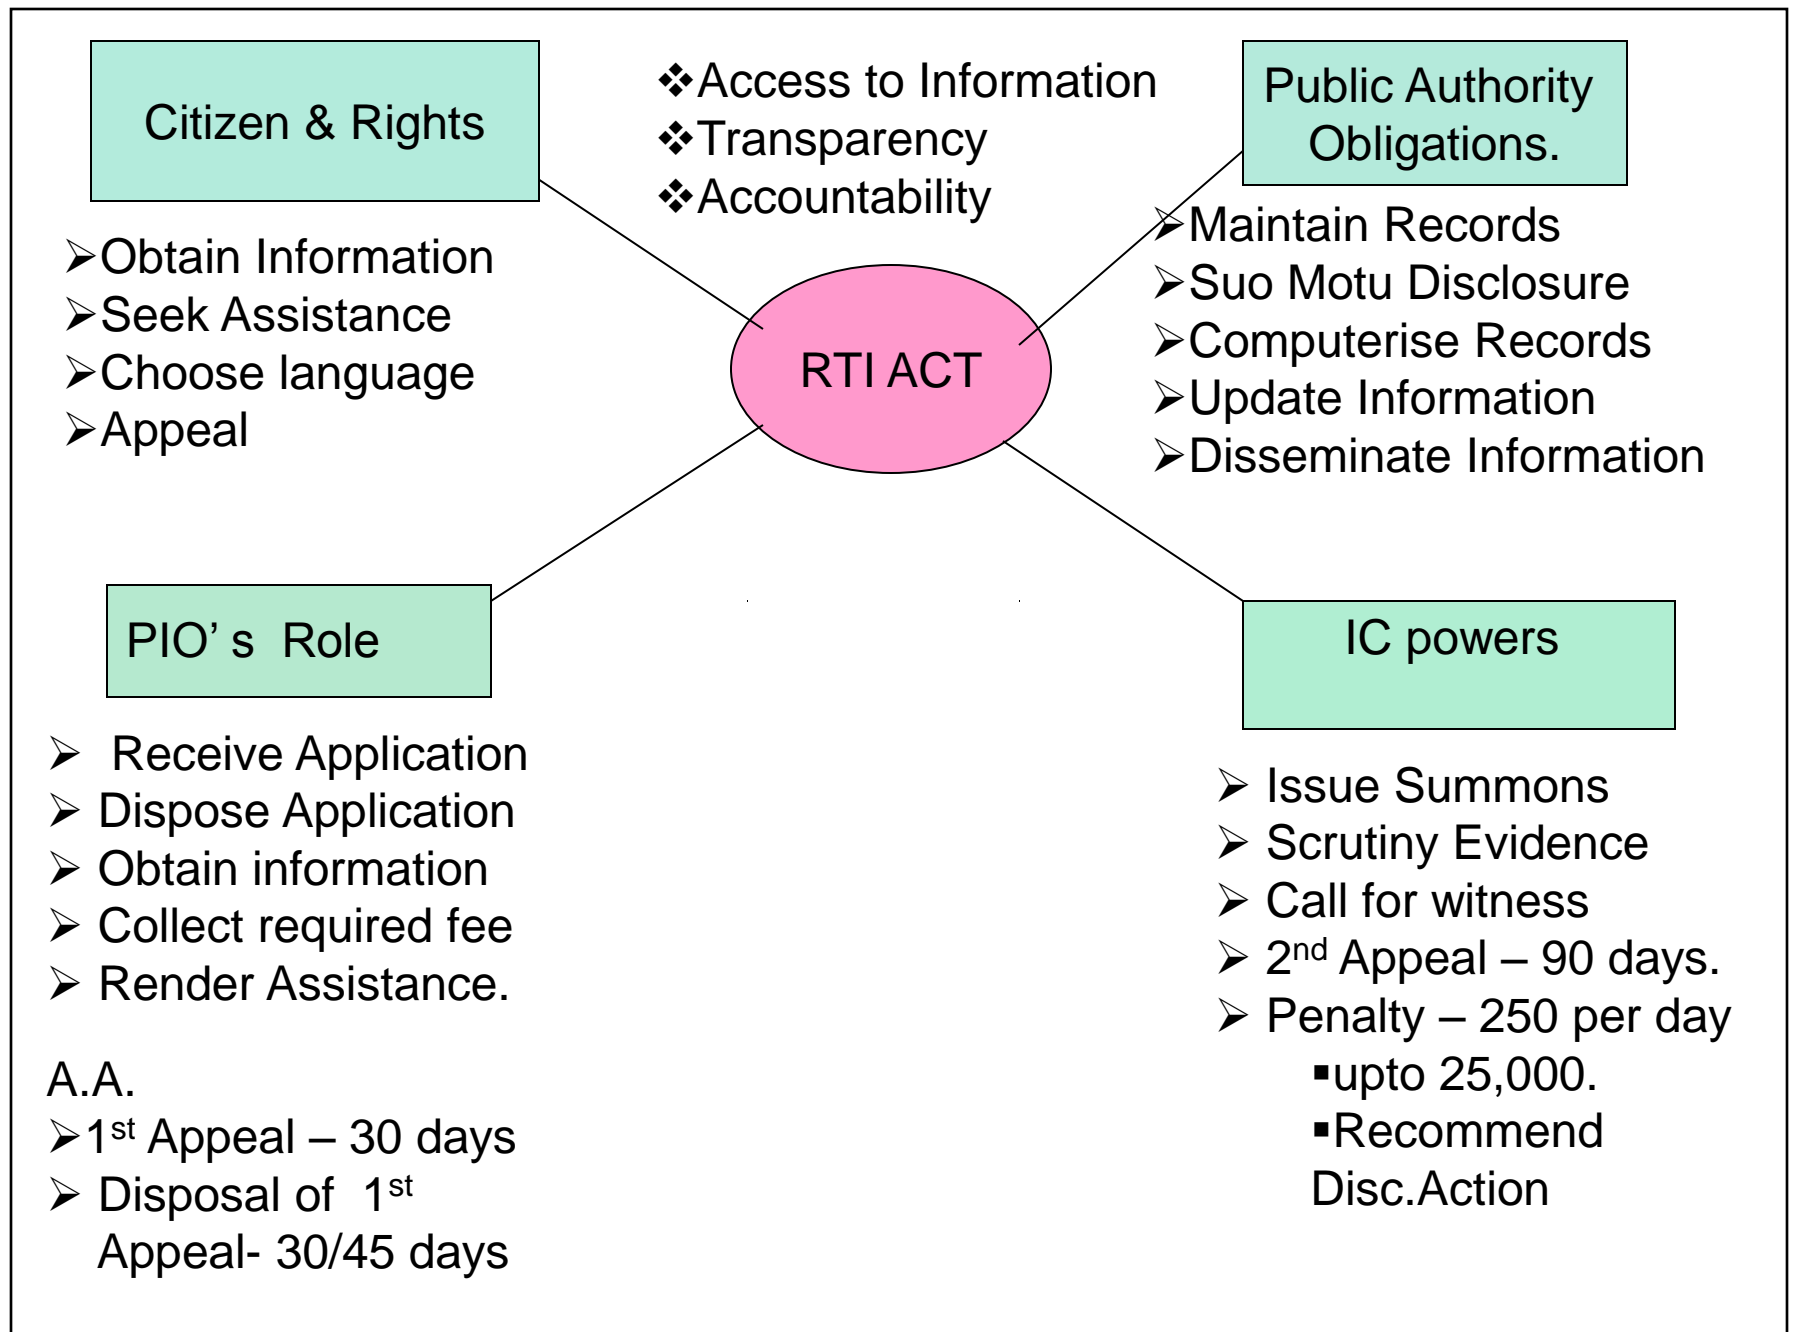 Citizen & Rights
❖Access to Information
❖Transparency
❖Accountability
Public Authority
Obligations.
➢Obtain Information
➢Seek Assistance
➢Choose language
➢Appeal
RTI ACT
➢Maintain Records
➢Suo Motu Disclosure
➢Computerise Records
➢Update Information
➢Disseminate Information
PIO’ s Role
➢ Receive Application
➢ Dispose Application
➢ Obtain information
➢ Collect required fee
➢ Render Assistance.
A.A.
➢1st Appeal – 30 days
➢ Disposal of 1st
Appeal- 30/45 days
IC powers
➢ Issue Summons
➢ Scrutiny Evidence
➢ Call for witness
➢ 2nd Appeal – 90 days.
➢ Penalty – 250 per day
▪upto 25,000.
▪Recommend
Disc.Action